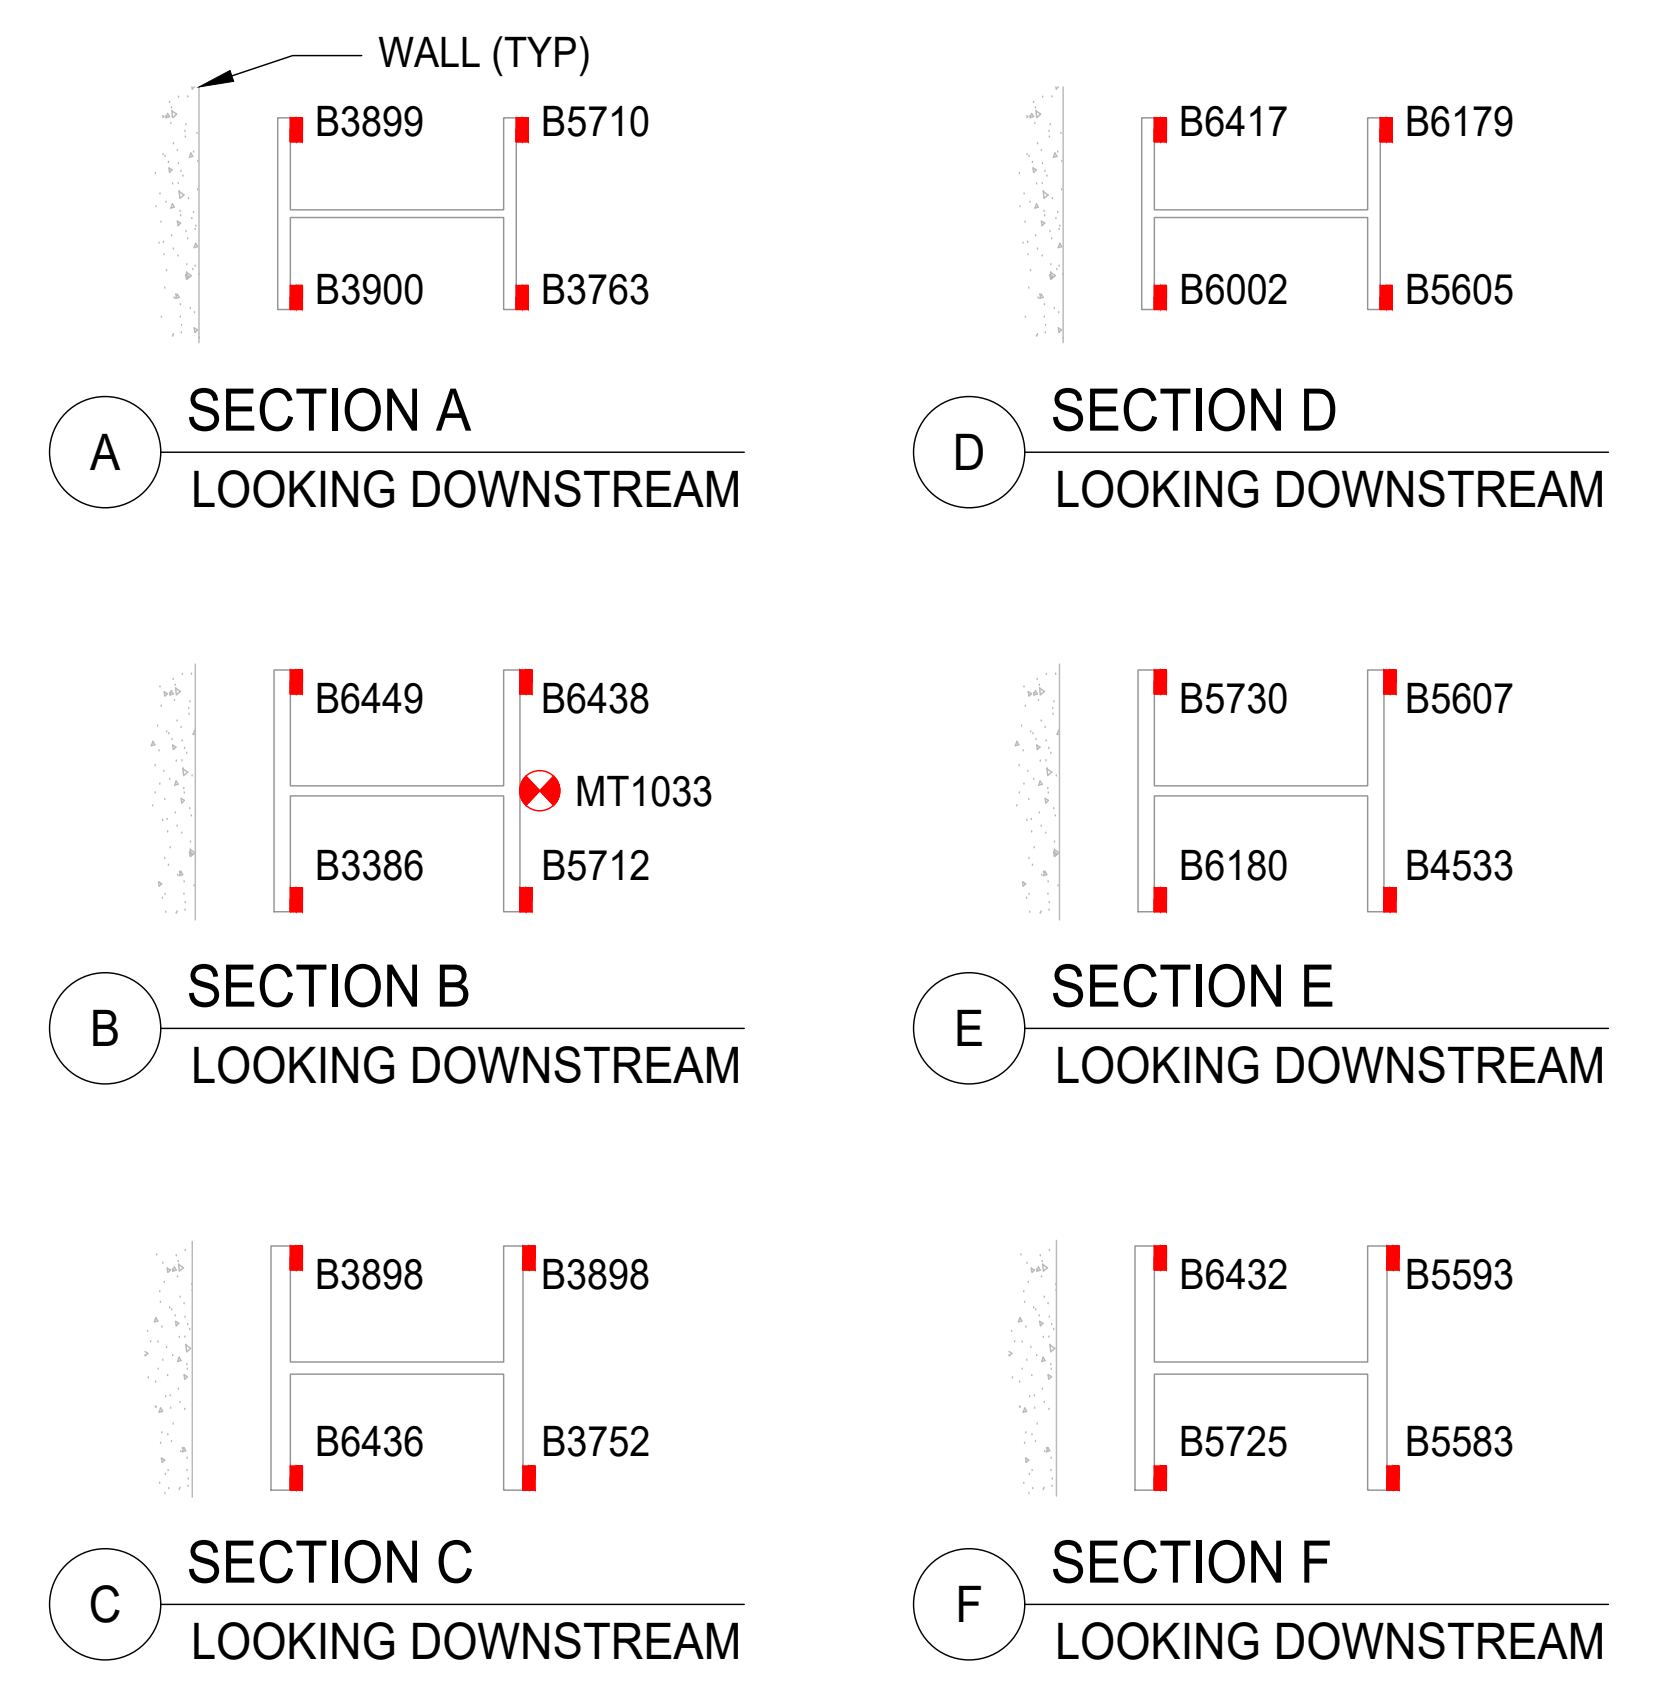 WALL (TYP)
B3899 B5710
B3900 B3763
A SECTION A
LOOKING DOWNSTREAM
B6417 B6179
B6002 B5605
D SECTION D
LOOKING DOWNSTREAM
B6449 B6438
MT1033
B3386 B5712
B SECTION B
LOOKING DOWNSTREAM
B5730 B5607
B6180 B4533
E SECTION E
LOOKING DOWNSTREAM
B3898 B3898
B6436 B3752
C SECTION C
LOOKING DOWNSTREAM
B6432 B5593
B5725 B5583
F SECTION F
LOOKING DOWNSTREAM